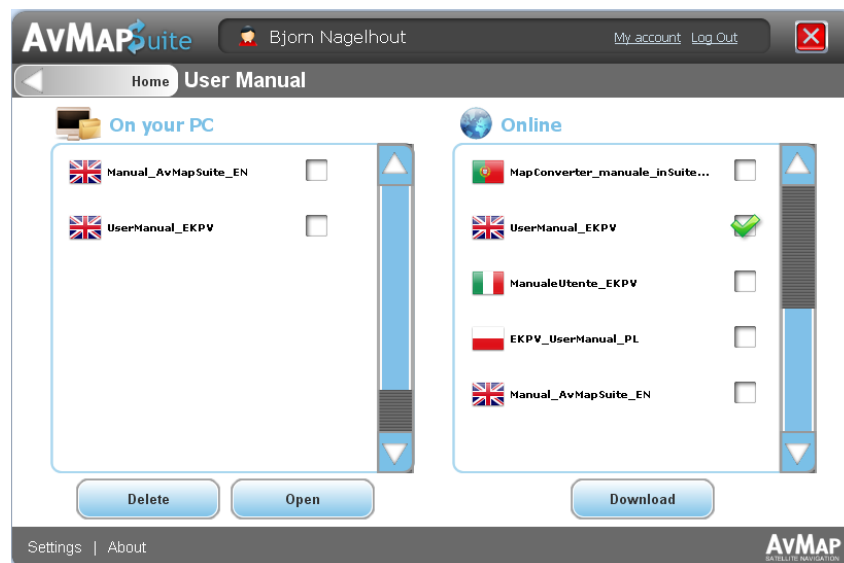 AvMapSuite Bjorn Nagelhout My account Log Out
Home User Manual
On your PC
Manual_AvMapSuite_EN
UserManual_EKPV
Delete Open
Online
MapConverter_manuale_inSuite...
UserManual_EKPV
ManualeUtente_EKPV
EKPV_UserManual_PL
Manual_AvMapSuite_EN
Download
Settings | About
AvMap
SATELLITE NAVIGATION